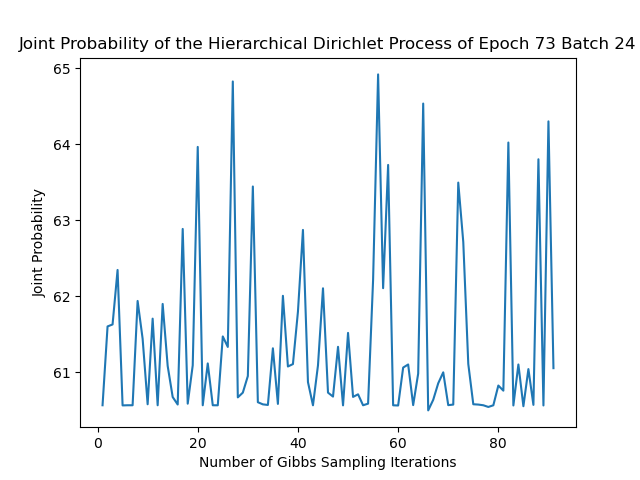 Joint Probability of the Hierarchical Dirichlet Process of Epoch 73 Batch 24
65
64
63
62
61
Joint Probability
0 20 40 60 80
Number of Gibbs Sampling Iterations